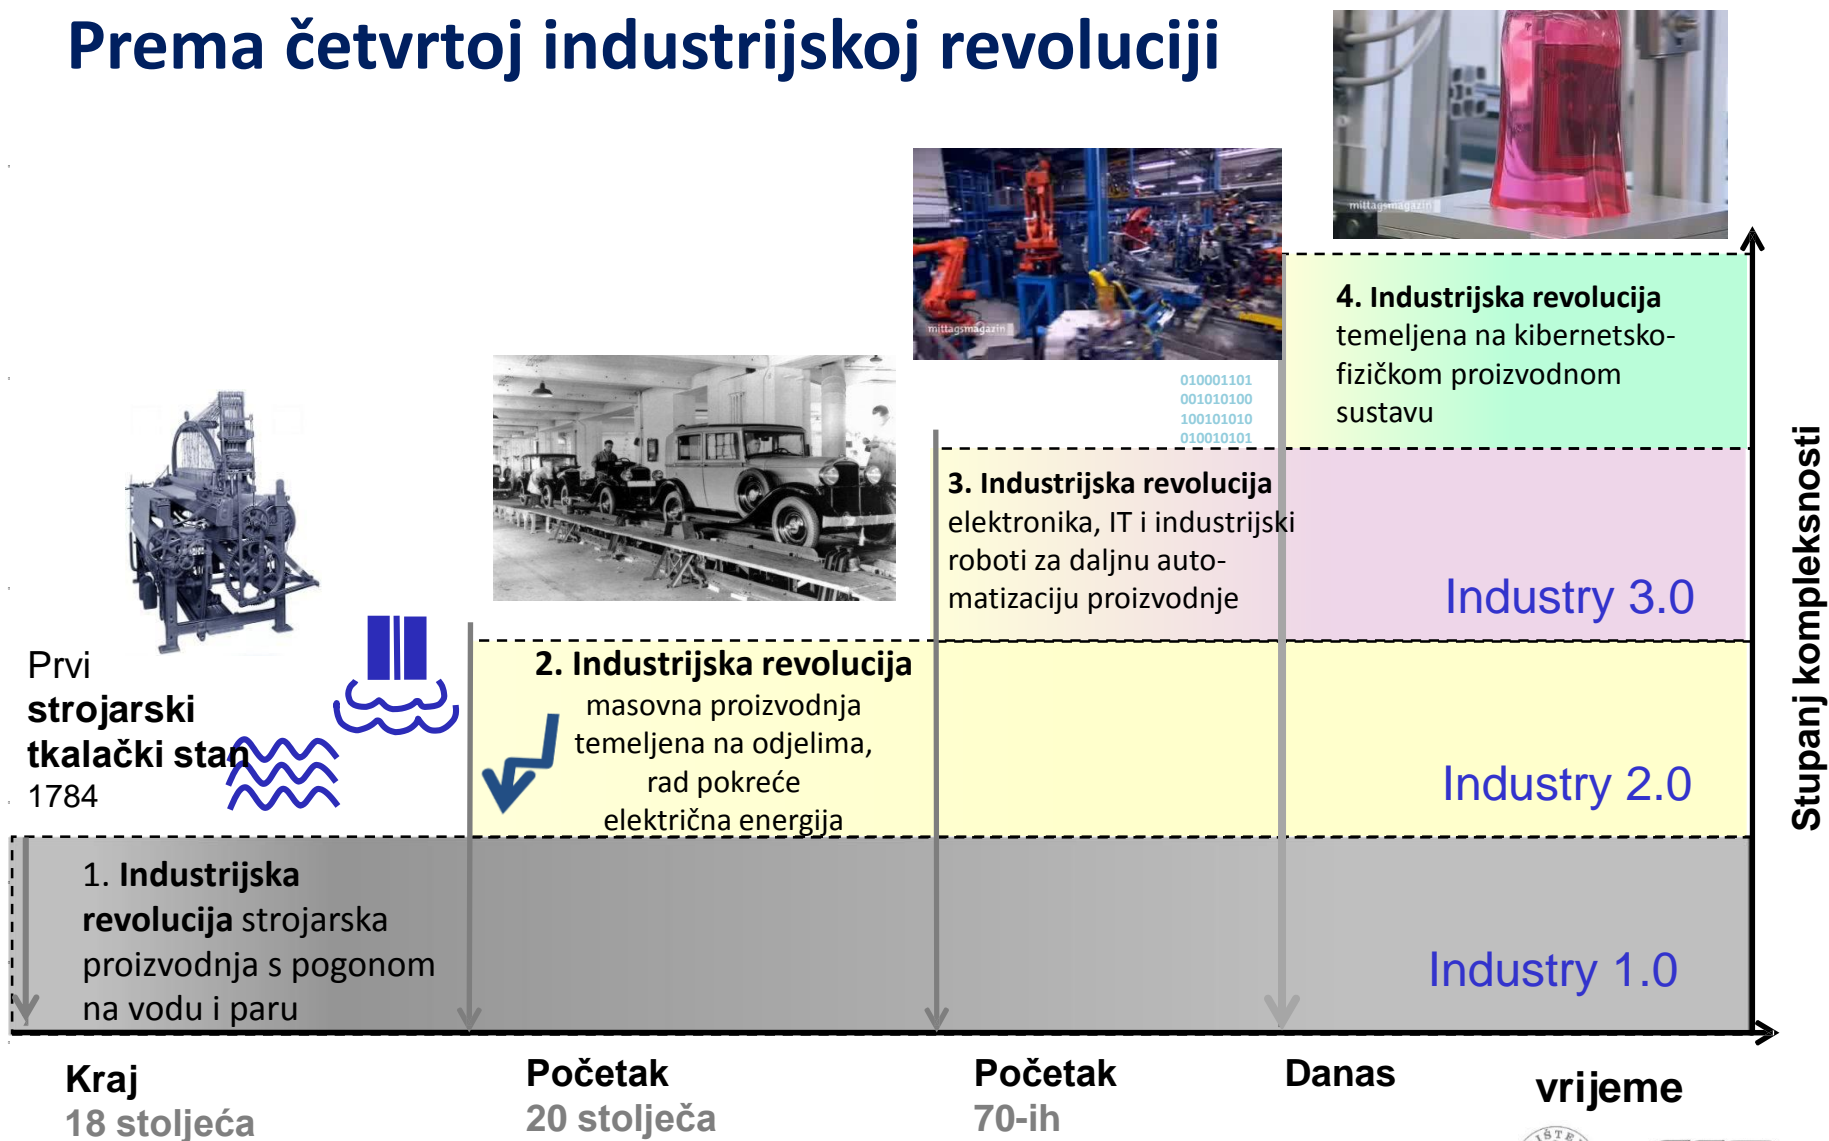 Prema četvrtoj industrijskoj revoluciji
mittagsmagazin
mittagsmagazin
4. Industrijska revolucija
temeljena na kibernetsko-
fizičkom proizvodnom
sustavu
010001101
001010100
100101010
010010101
3. Industrijska revolucija
elektronika, IT i industrijski
roboti za daljnu auto-
matizaciju proizvodnje
Industry 3.0
Prvi
strojarski
tkalački stan
1784
2. Industrijska revolucija
masovna proizvodnja
temeljena na odjelima,
rad pokreće
električna energija
Industry 2.0
1. Industrijska
revolucija strojarska
proizvodnja s pogonom
na vodu i paru
Industry 1.0
Stupanj kompleksnosti
Kraj
18 stoljeća
Početak
20 stolječa
Početak
70-ih
Danas
vrijeme